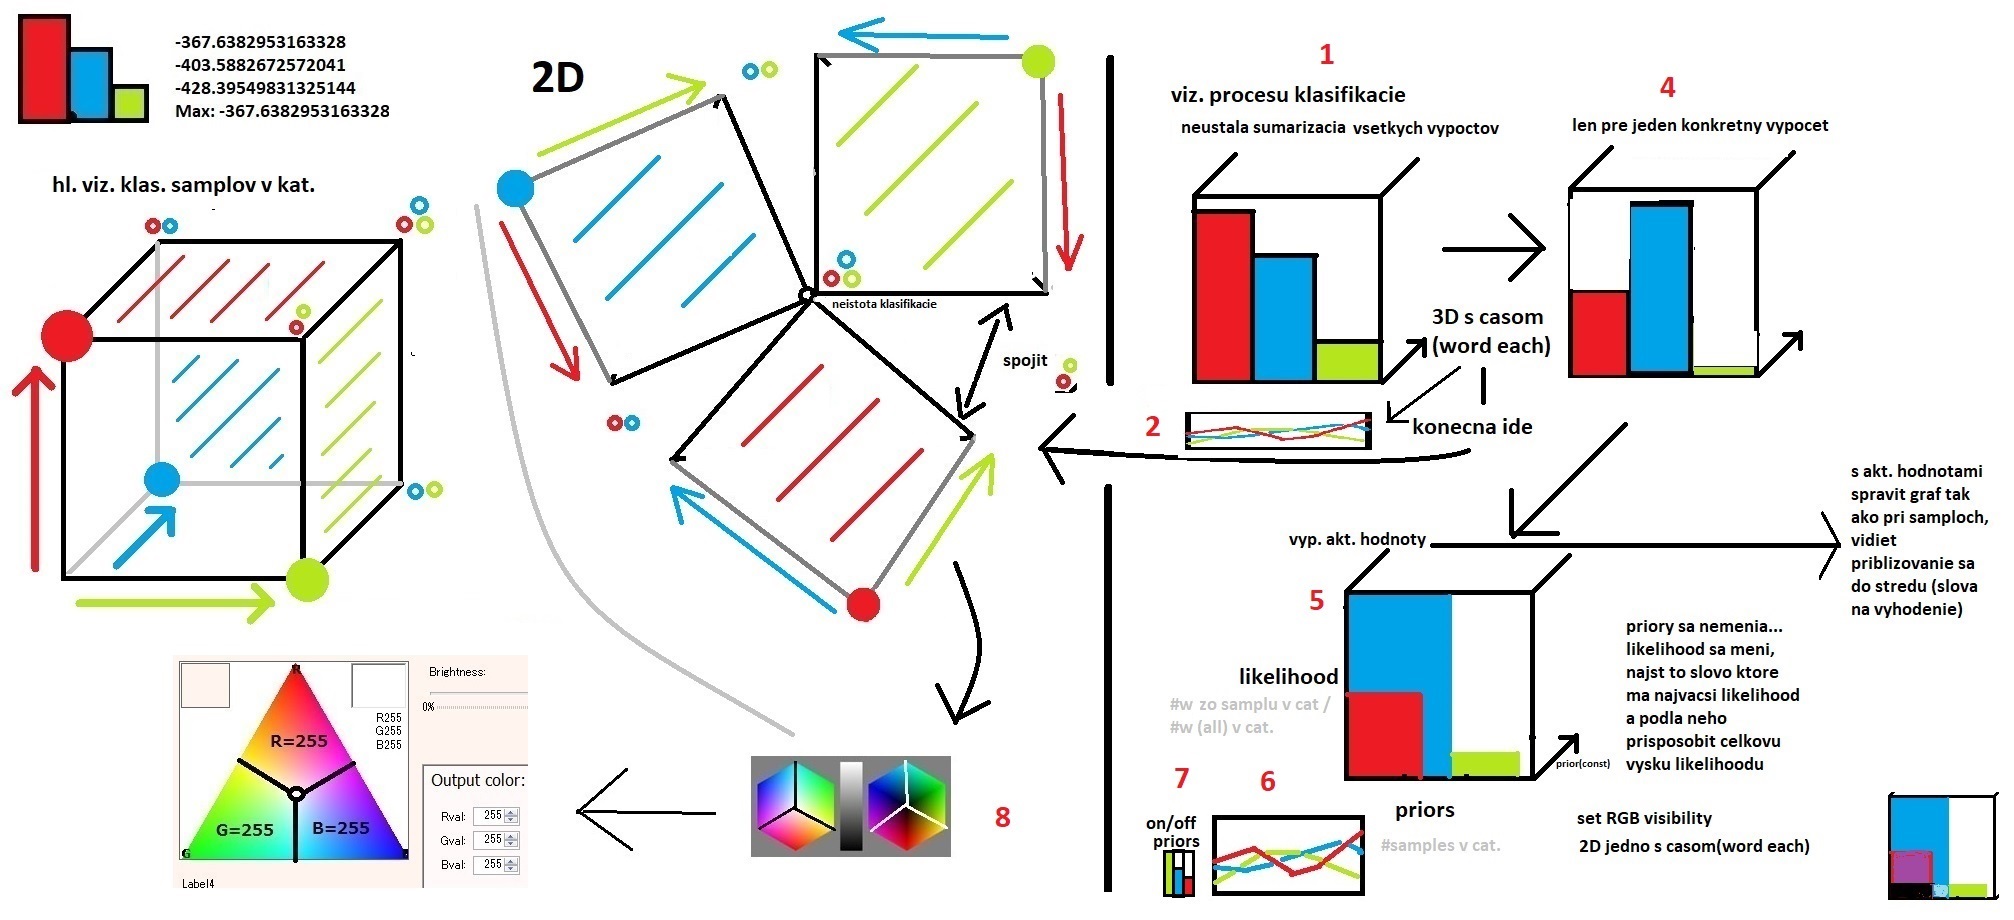 -367.6382953163328
-403.5882672572041
-428.39549831325144
Max: -367.6382953163328
hl. viz. klas. samplov v kat.
2D
neistota klasifikacie
spojit
1
viz. procesu klasifikacie
neustala sumarizacia vsetkych vypoctov
4
len pre jeden konkretny vypocet
3D s casom
(word each)
2
konecna ide
vyp. akt. hodnoty
s akt. hodnotami
spravit graf tak
ako pri samploch,
vidiet
priblizovanie sa
do stredu (slova
na vyhodenie)
5
likelihood
#w zo samplu v cat /
#w (all) v cat.
prior(const)
priors
#samples v cat.
priory sa nemenia...
likelihood sa meni,
najst to slovo ktore
ma najvacsi likelihood
a podla neho
prisposobit celkovu
vysku likelihoodu
7
6
on/off
priors
set RGB visibility
2D jedno s casom(word each)
8
R
R255
G255
B255
R=255
G=255
B=255
G
Label4
Brightness:
0%
Output color:
Rval: 255
Gval: 255
Bval: 255